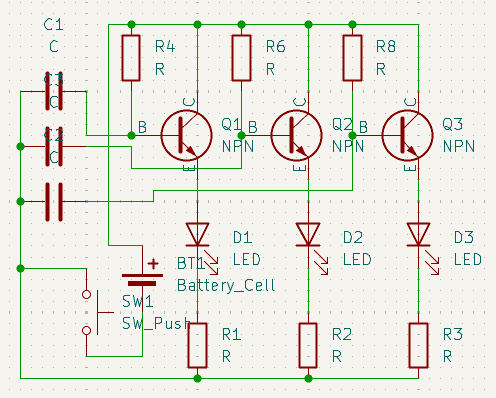 C1
C
C3
C
C2
C
R4
R
R6
R
R8
R
B
C
E
Q1
NPN
B
C
E
Q2
NPN
B
C
E
Q3
NPN
D1
LED
D2
LED
D3
LED
+
BT1
Battery_Cell
SW1
SW_Push
R1
R
R2
R
R3
R